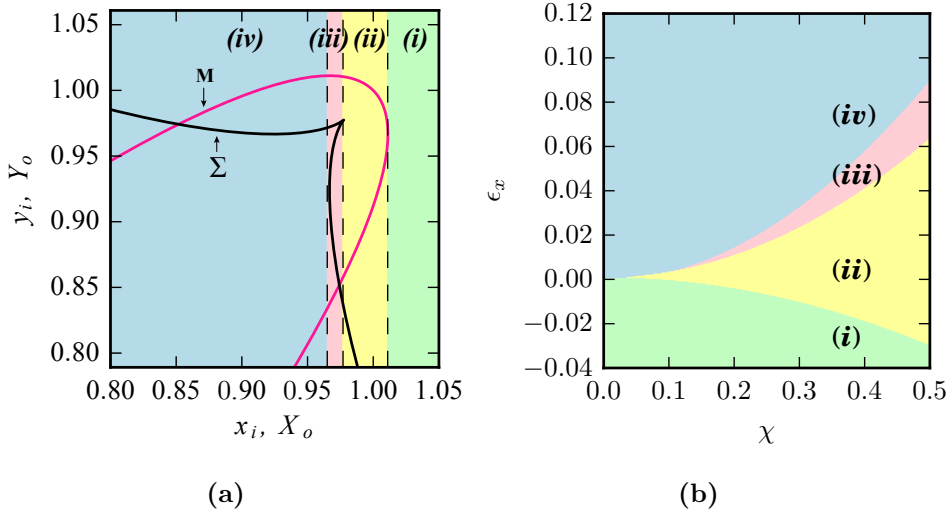 1.05
1.00
0.95
0.90
0.85
0.80
y_i, Y_o
(iv) (iii) (ii) (i)
M
Σ
0.80 0.85 0.90 0.95 1.00 1.05
x_i, X_o
(a)
0.12
0.10
0.08
0.06
0.04
0.02
0.00
−0.02
−0.04
ϵ_x
(iv)
(iii)
(ii)
(i)
0.0 0.1 0.2 0.3 0.4 0.5
χ
(b)